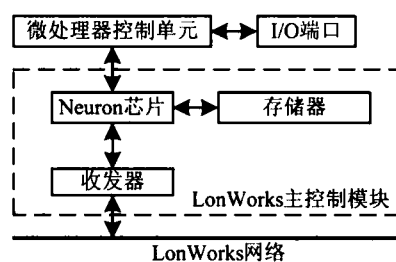 微处理器控制单元
I/O端口
Neuron芯片
存储器
收发器
LonWorks主控制模块
LonWorks网络